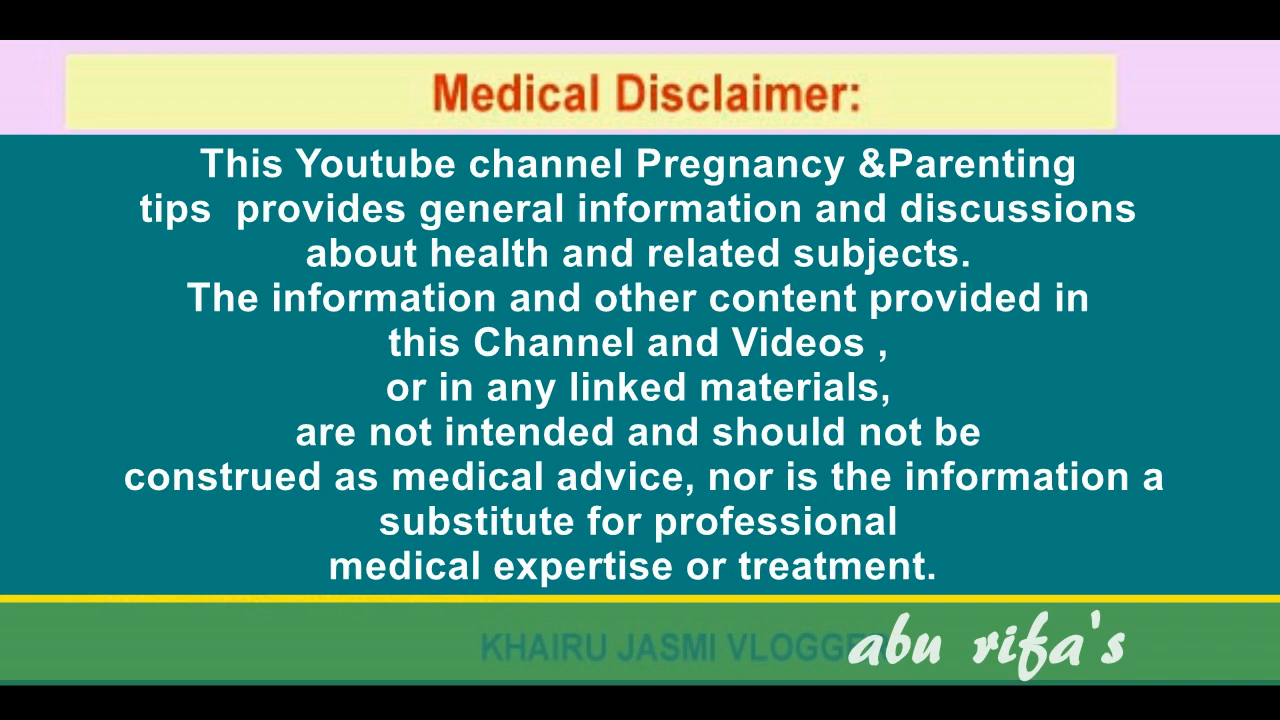 Medical Disclaimer:
This Youtube channel Pregnancy &Parenting
tips  provides general information and discussions
about health and related subjects.
The information and other content provided in
this Channel and Videos ,
or in any linked materials,
are not intended and should not be
construed as medical advice, nor is the information a
substitute for professional
medical expertise or treatment.
KHAIRU JASMI
abu rifa's